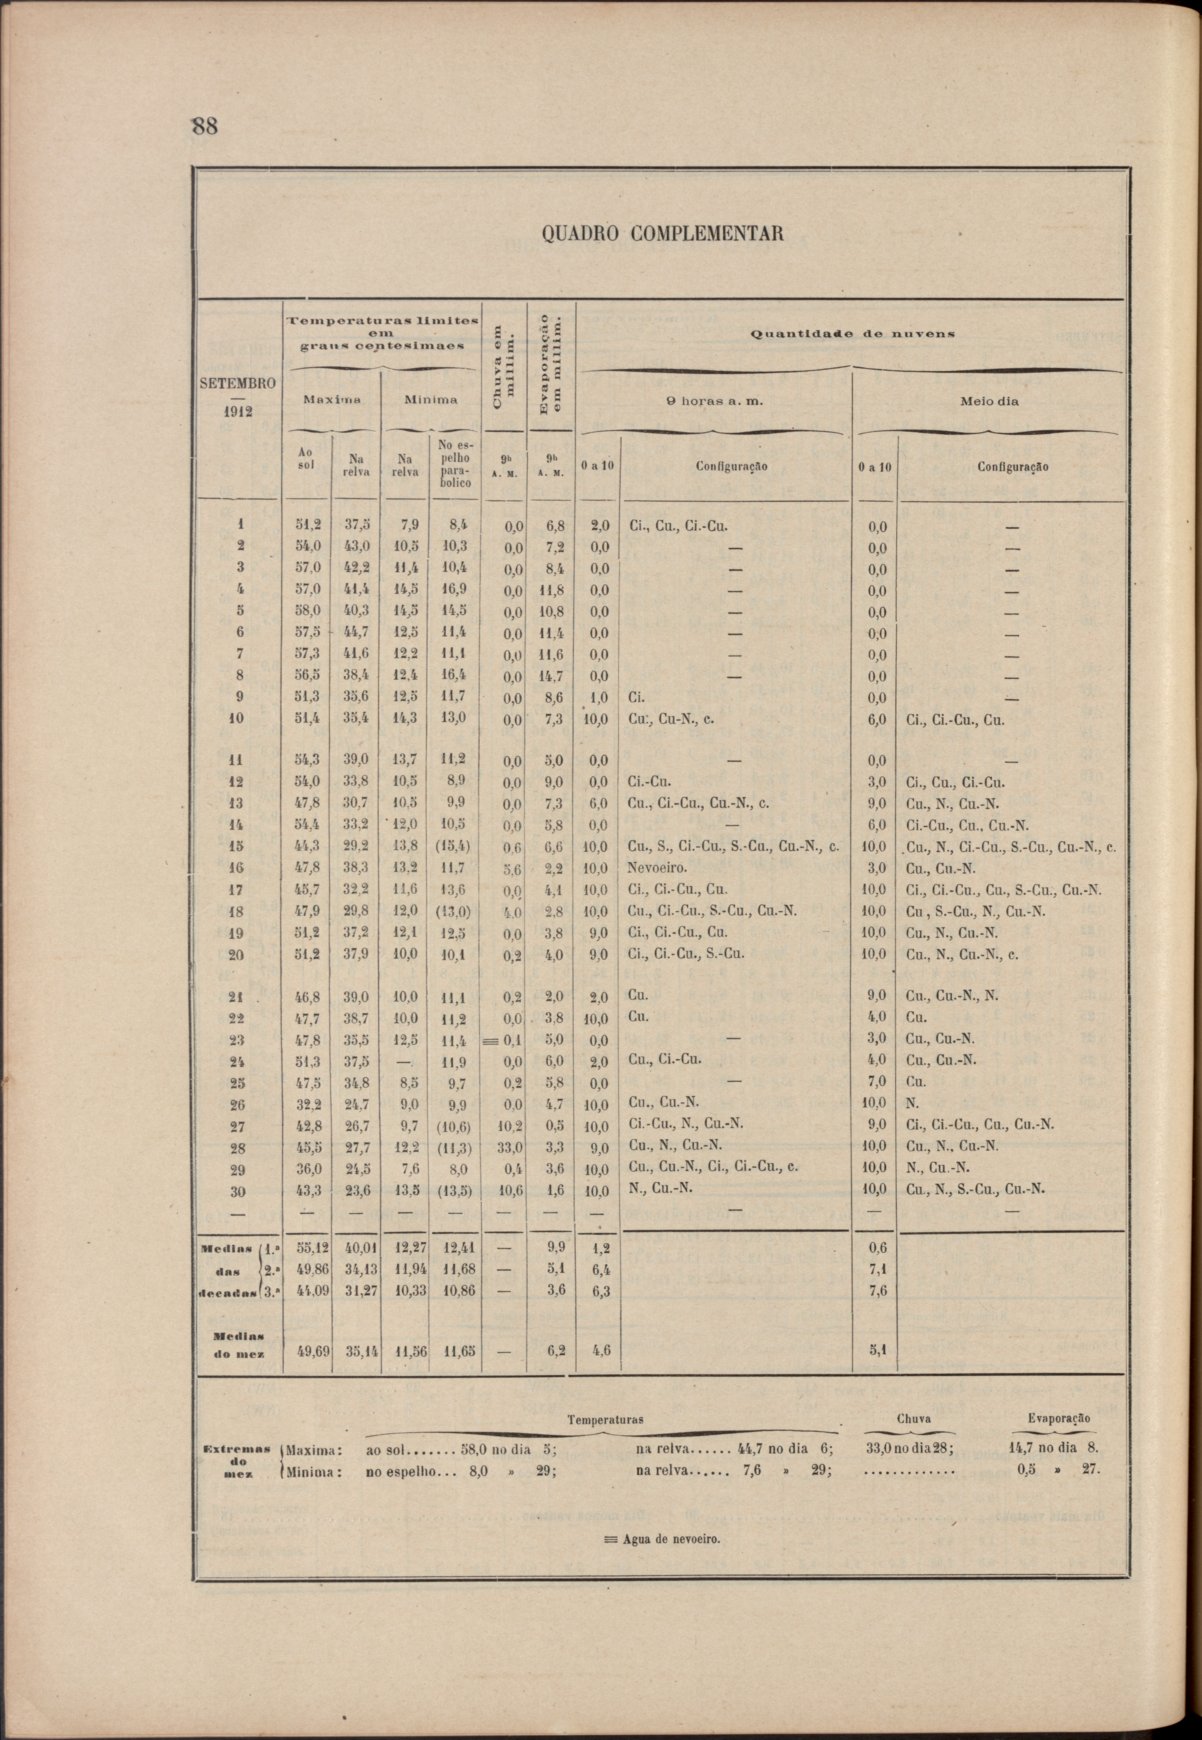 88
QUADRO COMPLEMENTAR
SETEMBRO
—
1912
Temperaturas limites
em
graus centesimaes
Chuva em
millim.
Evaporação
em millim.
Quantidade de nuvens
Maxima
Minima
9 horas a. m.
Meio dia
Ao sol
Na relva
Na relva
No espelho parabolico
9h A. M.
9h A. M.
0 a 10
Configuração
0 a 10
Configuração
1 51,2 37,5 7,9 8,4 0,0 6,8 2,0 Ci., Cu., Ci.-Cu. 0,0 —
2 54,0 43,0 10,5 10,3 0,0 7,2 0,0 — 0,0 —
3 57,0 42,2 11,4 10,4 0,0 8,4 0,0 — 0,0 —
4 57,0 41,4 14,5 16,9 0,0 11,8 0,0 — 0,0 —
5 58,0 40,3 14,5 14,5 0,0 10,8 0,0 — 0,0 —
6 57,5 44,7 12,5 11,4 0,0 11,4 0,0 — 0,0 —
7 57,3 41,6 12,2 11,1 0,0 11,6 0,0 — 0,0 —
8 56,5 38,4 12,4 16,4 0,0 14,7 0,0 — 0,0 —
9 51,3 35,6 12,5 11,7 0,0 8,6 1,0 Ci. 0,0 —
10 51,4 35,4 14,3 13,0 0,0 7,3 10,0 Cu., Cu-N., c. 6,0 Ci., Ci.-Cu., Cu.
11 54,3 39,0 13,7 11,2 0,0 5,0 0,0 — 0,0 —
12 54,0 33,8 10,5 8,9 0,0 9,0 0,0 Ci.-Cu. 3,0 Ci., Cu., Ci.-Cu.
13 47,8 30,7 10,5 9,9 0,0 7,3 6,0 Cu., Ci.-Cu., Cu.-N., c. 9,0 Cu., N., Cu.-N.
14 54,4 33,2 12,0 10,5 0,0 5,8 0,0 — 6,0 Ci.-Cu., Cu., Cu.-N.
15 44,3 29,2 13,8 (15,4) 0,6 6,6 10,0 Cu., S., Ci.-Cu., S.-Cu., Cu.-N., c. 10,0 Cu., N., Ci.-Cu., S.-Cu., Cu.-N., c.
16 47,8 38,3 13,2 11,7 5,6 2,2 10,0 Nevoeiro. 3,0 Cu., Cu.-N.
17 45,7 32,2 11,6 13,6 0,0 4,1 10,0 Ci., Ci.-Cu., Cu. 10,0 Ci., Ci.-Cu., Cu., S.-Cu., Cu.-N.
18 47,9 29,8 12,0 (13,0) 4,0 2,8 10,0 Cu., Ci.-Cu., S.-Cu., Cu.-N. 10,0 Cu , S.-Cu., N., Cu.-N.
19 51,2 37,2 12,1 12,5 0,0 3,8 9,0 Ci., Ci.-Cu., Cu. 10,0 Cu., N., Cu.-N.
20 51,2 37,9 10,0 10,1 0,2 4,0 9,0 Ci., Ci.-Cu., S.-Cu. 10,0 Cu., N., Cu.-N., c.
21 46,8 39,0 10,0 11,1 0,2 2,0 2,0 Cu. 9,0 Cu., Cu.-N., N.
22 47,7 38,7 10,0 11,2 0,0 3,8 10,0 Cu. 4,0 Cu.
23 47,8 35,5 12,5 11,4 ≡ 0,1 5,0 0,0 — 3,0 Cu., Cu.-N.
24 51,3 37,5 — 11,9 0,0 6,0 2,0 Cu., Ci.-Cu. 4,0 Cu., Cu.-N.
25 47,5 34,8 8,5 9,7 0,2 5,8 0,0 — 7,0 Cu.
26 32,2 24,7 9,0 9,9 0,0 4,7 10,0 Cu., Cu.-N. 10,0 N.
27 42,8 26,7 9,7 (10,6) 10,2 0,5 10,0 Ci.-Cu., N., Cu.-N. 9,0 Ci., Ci.-Cu., Cu., Cu.-N.
28 45,5 27,7 12,2 (11,3) 33,0 3,3 9,0 Cu., N., Cu.-N. 10,0 Cu., N., Cu.-N.
29 36,0 24,5 7,6 8,0 0,4 3,6 10,0 Cu., Cu.-N., Ci., Ci.-Cu., c. 10,0 N., Cu.-N.
30 43,3 23,6 13,5 (13,5) 10,6 1,6 10,0 N., Cu.-N. 10,0 Cu., N., S.-Cu., Cu.-N.
— — — — — — — — — — —
Medias 1.ª 55,12 40,01 12,27 12,41 — 9,9 1,2 0,6
das 2.ª 49,86 34,13 11,94 11,68 — 5,1 6,4 7,1
decadas 3.ª 44,09 31,27 10,33 10,86 — 3,6 6,3 7,6
Medias
do mez 49,69 35,14 11,56 11,65 — 6,2 4,6 5,1
Temperaturas Chuva Evaporação
Extremas
do
mez
Maxima: ao sol....... 58,0 no dia 5; na relva...... 44,7 no dia 6; 33,0 no dia 28; 14,7 no dia 8.
Minima: no espelho... 8,0 » 29; na relva...... 7,6 » 29; ............. 0,5 » 27.
≡ Agua de nevoeiro.